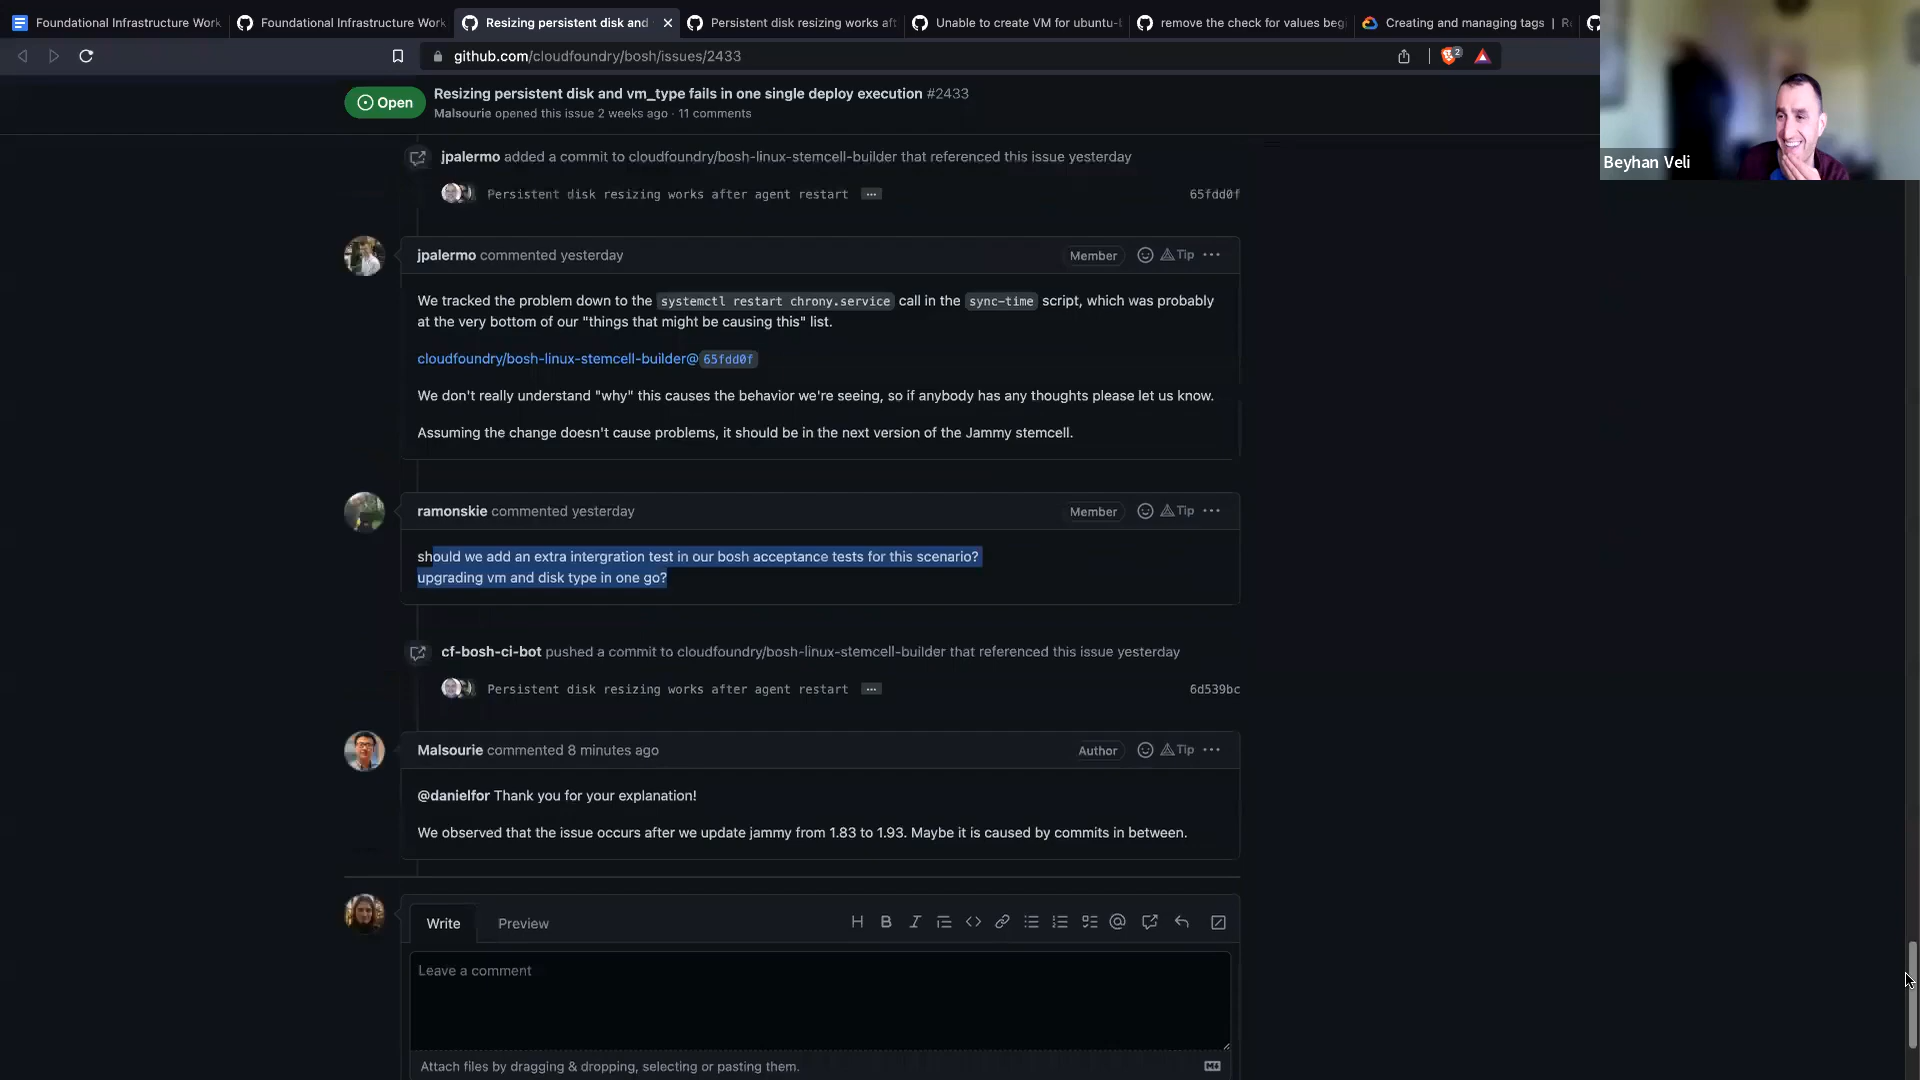 Foundational Infrastructure Work
Foundational Infrastructure Work
Resizing persistent disk and
Persistent disk resizing works aft
Unable to create VM for ubuntu-
remove the check for values beg
Creating and managing tags | R
github.com/cloudfoundry/bosh/issues/2433
2
Open
Resizing persistent disk and vm_type fails in one single deploy execution #2433
Malsourie opened this issue 2 weeks ago · 11 comments
Beyhan Veli
jpalermo added a commit to cloudfoundry/bosh-linux-stemcell-builder that referenced this issue yesterday
Persistent disk resizing works after agent restart ... 65fdd0f
jpalermo commented yesterday
Member Tip ...
We tracked the problem down to the systemctl restart chrony.service call in the sync-time script, which was probably
at the very bottom of our "things that might be causing this" list.
cloudfoundry/bosh-linux-stemcell-builder@65fdd0f
We don't really understand "why" this causes the behavior we're seeing, so if anybody has any thoughts please let us know.
Assuming the change doesn't cause problems, it should be in the next version of the Jammy stemcell.
ramonskie commented yesterday
Member Tip ...
should we add an extra intergration test in our bosh acceptance tests for this scenario?
upgrading vm and disk type in one go?
cf-bosh-ci-bot pushed a commit to cloudfoundry/bosh-linux-stemcell-builder that referenced this issue yesterday
Persistent disk resizing works after agent restart ... 6d539bc
Malsourie commented 8 minutes ago
Author Tip ...
@danielfor Thank you for your explanation!
We observed that the issue occurs after we update jammy from 1.83 to 1.93. Maybe it is caused by commits in between.
Write Preview
H B I
Leave a comment
Attach files by dragging & dropping, selecting or pasting them.